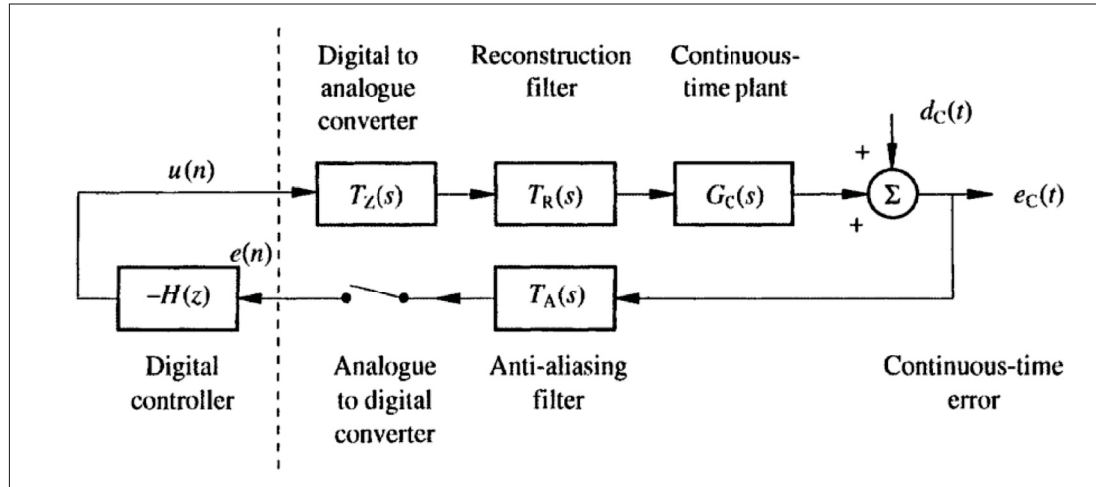 Digital to
analogue
converter
Reconstruction
filter
Continuous-
time plant
d_C(t)
+
u(n)
T_Z(s)
T_R(s)
G_C(s)
Σ
e_C(t)
+
e(n)
–H(z)
T_A(s)
Digital
controller
Analogue
to digital
converter
Anti-aliasing
filter
Continuous-time
error